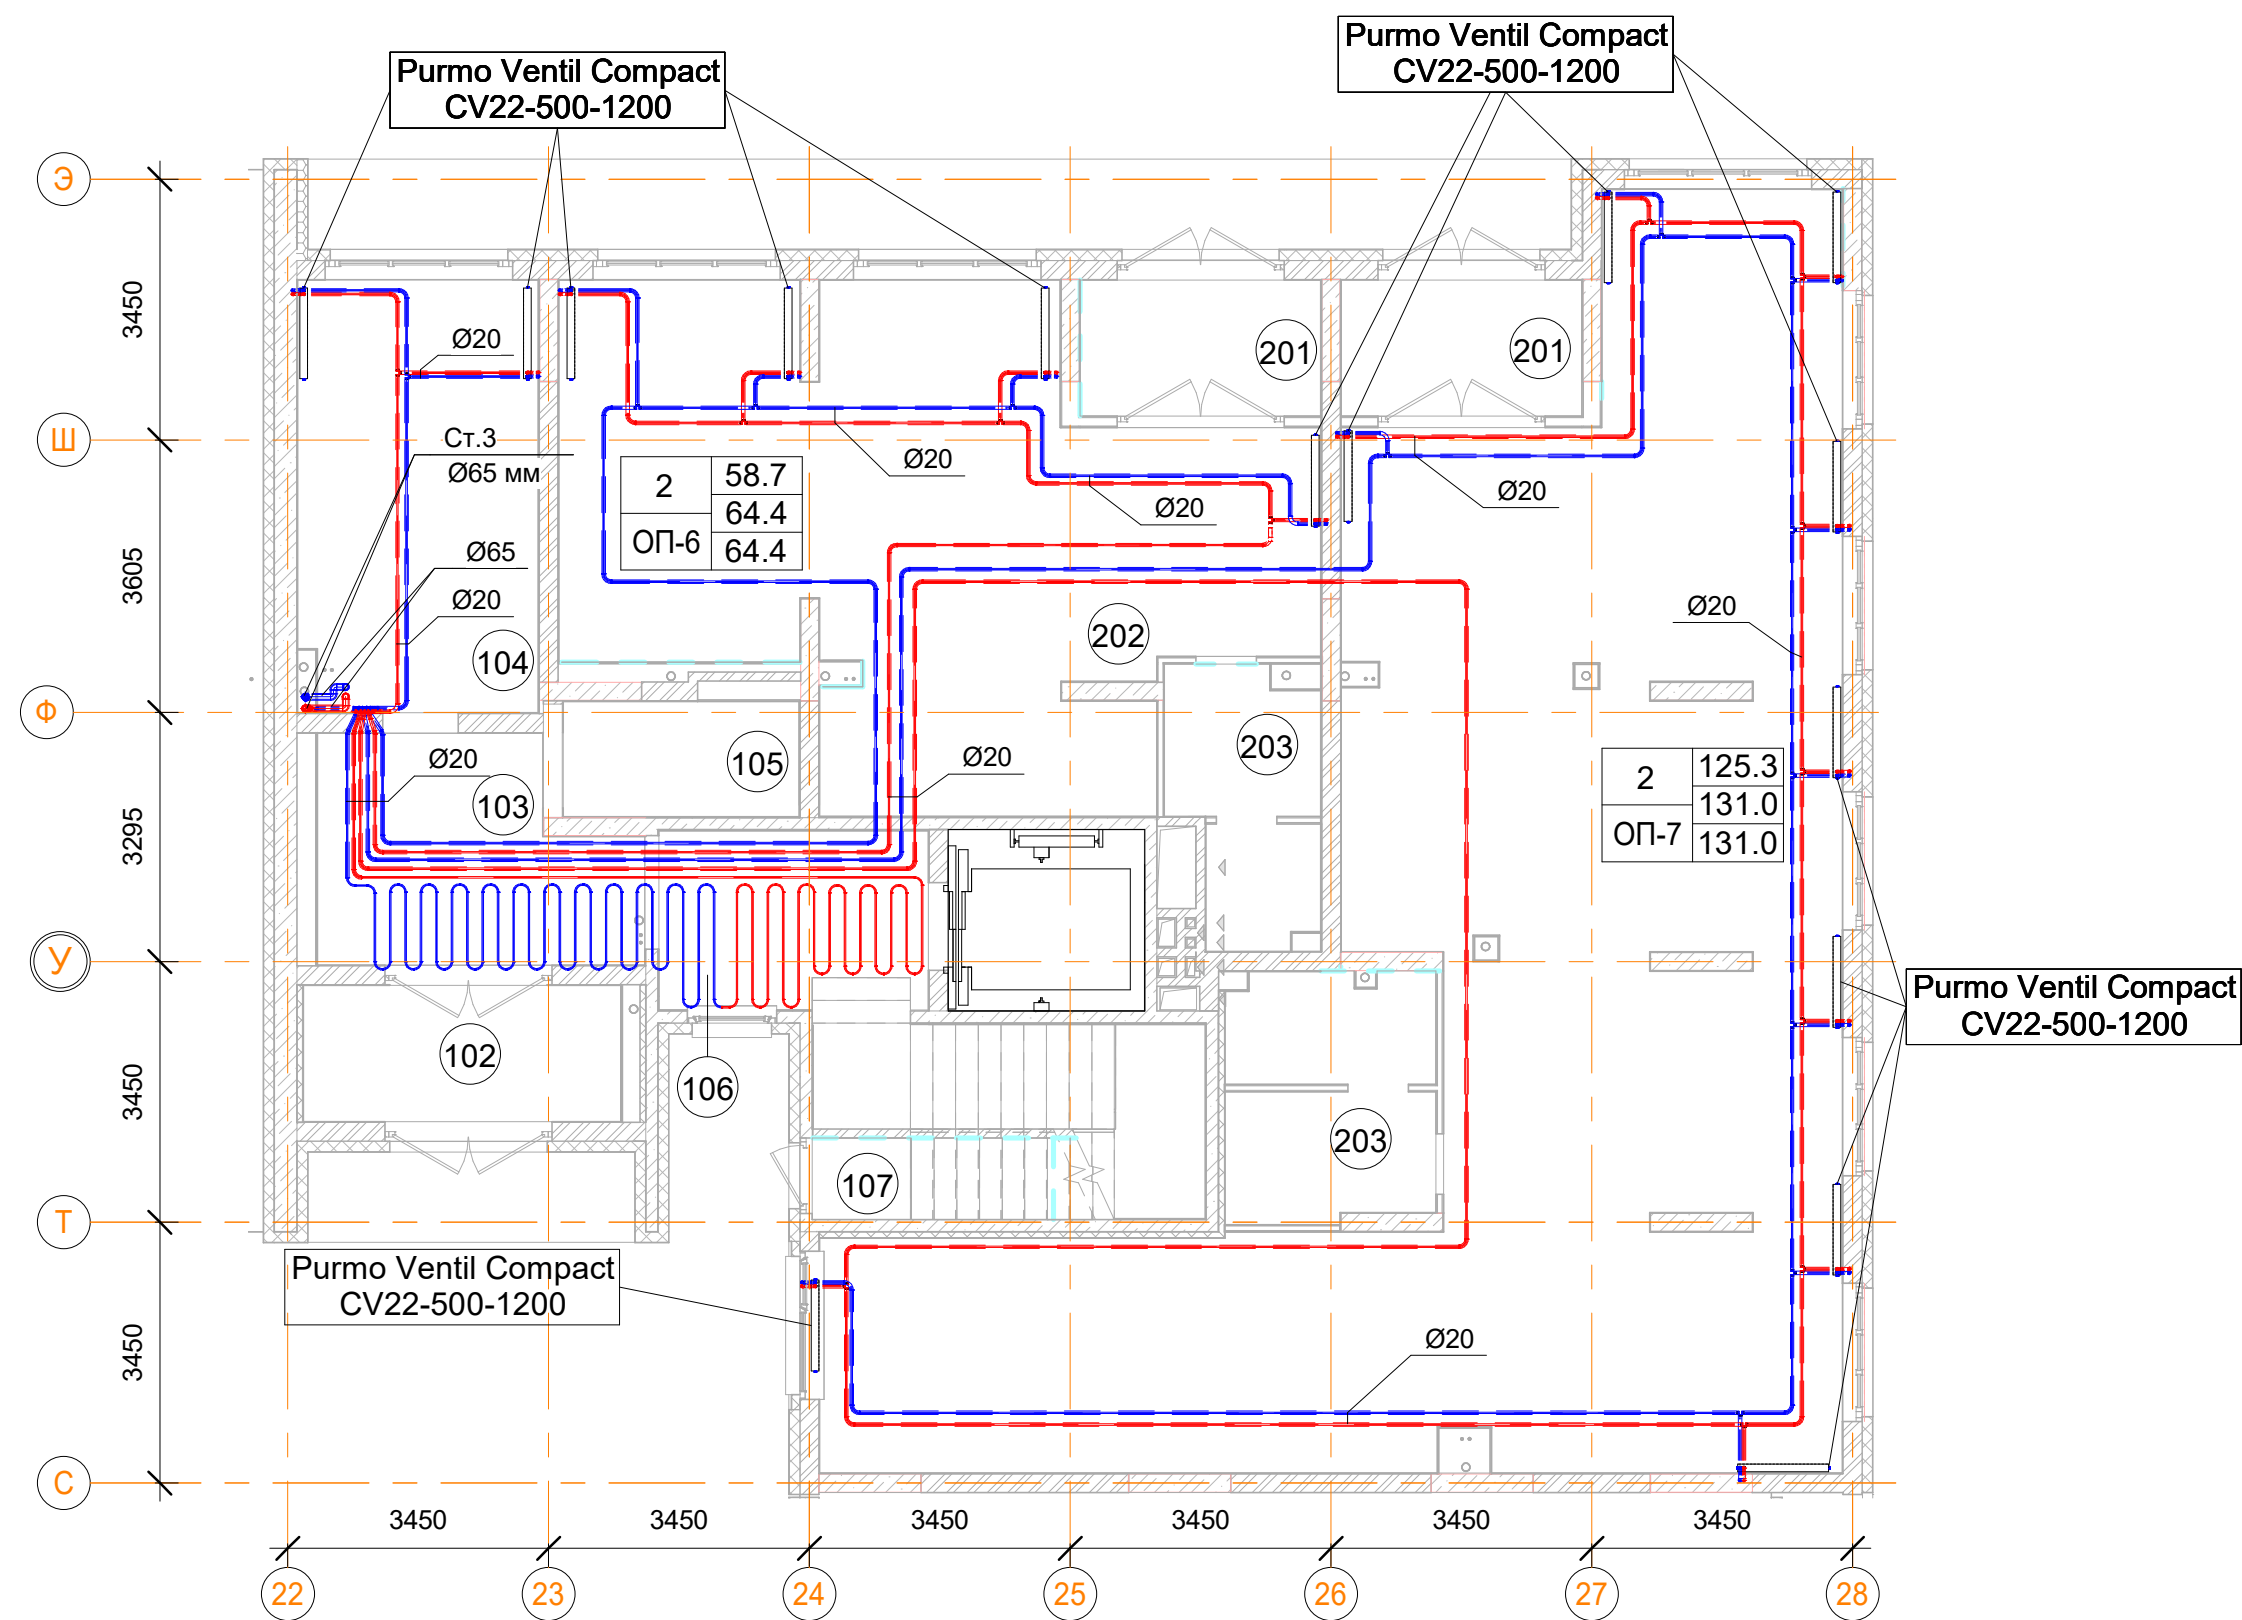 Purmo Ventil Compact
CV22-500-1200
Purmo Ventil Compact
CV22-500-1200
Э
3450
Ø20
201
201
Ш
Ст.3
Ø65 мм
Ø20
2
58.7
64.4
ОП-6
64.4
Ø20
Ø20
3605
Ø65
Ø20
Ø20
104
202
Ф
Ø20
105
Ø20
203
2
125.3
131.0
ОП-7
131.0
103
3295
У
Purmo Ventil Compact
CV22-500-1200
102
106
3450
203
107
Т
Purmo Ventil Compact
CV22-500-1200
3450
Ø20
С
3450
3450
3450
3450
3450
3450
22
23
24
25
26
27
28